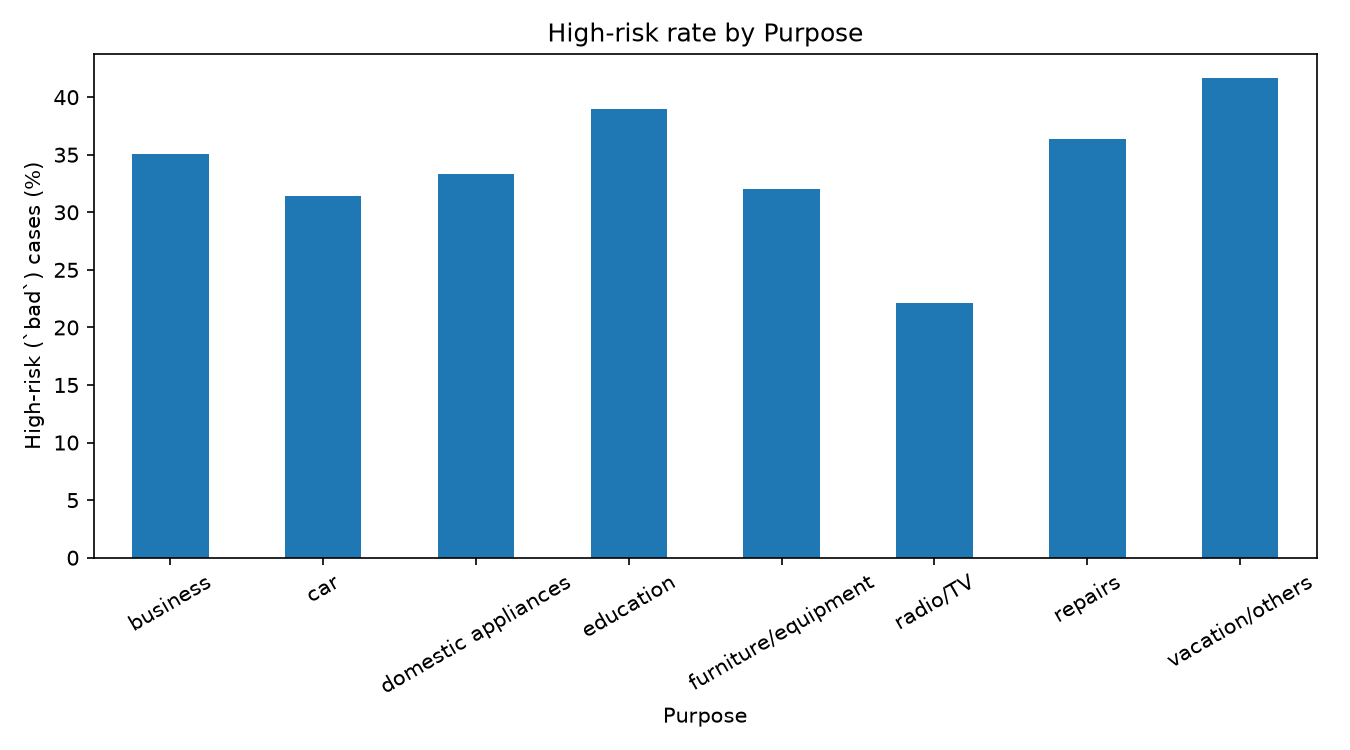 High-risk rate by Purpose
High-risk (`bad`) cases (%)
40
35
30
25
20
15
10
5
0
business
car
domestic appliances
education
furniture/equipment
radio/TV
repairs
vacation/others
Purpose